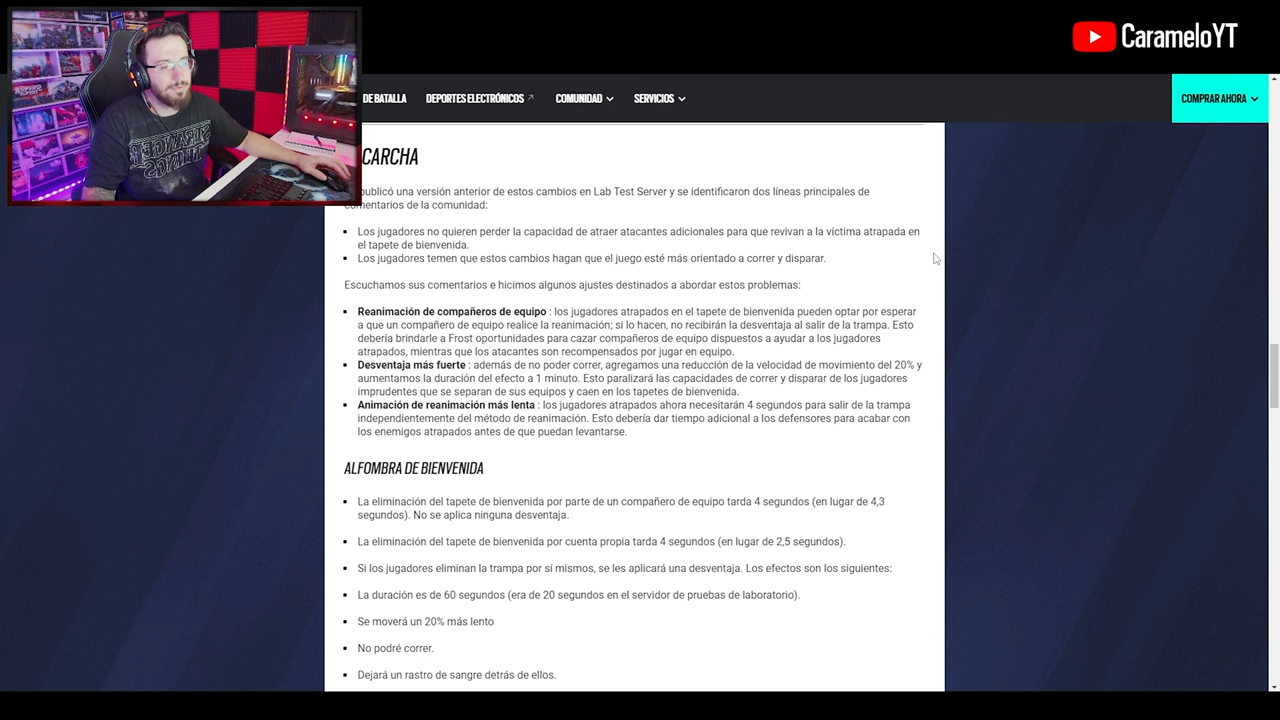 CarameloYT
DE BATALLA
DEPORTES ELECTRÓNICOS
COMUNIDAD
SERVICIOS
COMPRAR AHORA
CARCHA
publicó una versión anterior de estos cambios en Lab Test Server y se identificaron dos líneas principales de
comentarios de la comunidad:
Los jugadores no quieren perder la capacidad de atraer atacantes adicionales para que revivan a la víctima atrapada en
el tapete de bienvenida.
Los jugadores temen que estos cambios hagan que el juego esté más orientado a correr y disparar.
Escuchamos sus comentarios e hicimos algunos ajustes destinados a abordar estos problemas:
Reanimación de compañeros de equipo : los jugadores atrapados en el tapete de bienvenida pueden optar por esperar
a que un compañero de equipo realice la reanimación; si lo hacen, no recibirán la desventaja al salir de la trampa. Esto
debería brindarle a Frost oportunidades para cazar compañeros de equipo dispuestos a ayudar a los jugadores
atrapados, mientras que los atacantes son recompensados por jugar en equipo.
Desventaja más fuerte : además de no poder correr, agregamos una reducción de la velocidad de movimiento del 20% y
aumentamos la duración del efecto a 1 minuto. Esto paralizará las capacidades de correr y disparar de los jugadores
imprudentes que se separan de sus equipos y caen en los tapetes de bienvenida.
Animación de reanimación más lenta : los jugadores atrapados ahora necesitarán 4 segundos para salir de la trampa
independientemente del método de reanimación. Esto debería dar tiempo adicional a los defensores para acabar con
los enemigos atrapados antes de que puedan levantarse.
ALFOMBRA DE BIENVENIDA
La eliminación del tapete de bienvenida por parte de un compañero de equipo tarda 4 segundos (en lugar de 4,3
segundos). No se aplica ninguna desventaja.
La eliminación del tapete de bienvenida por cuenta propia tarda 4 segundos (en lugar de 2,5 segundos).
Si los jugadores eliminan la trampa por sí mismos, se les aplicará una desventaja. Los efectos son los siguientes:
La duración es de 60 segundos (era de 20 segundos en el servidor de pruebas de laboratorio).
Se moverá un 20% más lento
No podré correr.
Dejará un rastro de sangre detrás de ellos.